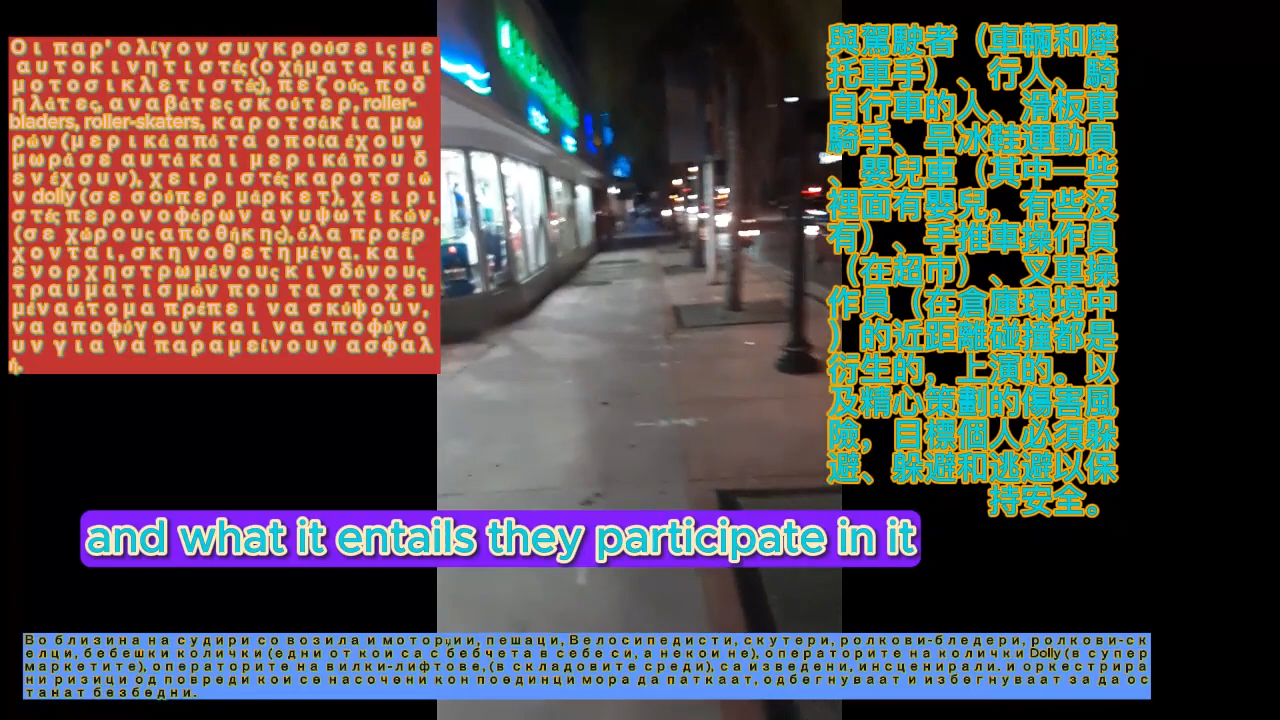 Οι παρ' ολίγον συγκρούσεις με
αυτοκινητιστές (οχήματα και
μοτοσικλετιστές), πεζούς, ποδ
ηλάτες, αναβάτες σκούτερ, roller-
bladers, roller-skaters, καροτσάκια μω
ρών (μερικά από τα οποία έχουν
μωρά σε αυτά και μερικά που δ
εν έχουν), χειριστές καροτσιώ
ν dolly (σε σούπερ μάρκετ), χειρι
στές περονοφόρων ανυψωτικών,
(σε χώρους αποθήκης), όλα προέρ
χονται, σκηνοθετημένα. και
ενορχηστρωμένους κινδύνους
τραυματισμών που τα στοχευ
μένα άτομα πρέπει να σκύψουν,
να αποφύγουν και να αποφύγο
υν για να παραμείνουν ασφαλ
ή.
與駕駛者（車輛和摩
托車手）、行人、騎
自行車的人、滑板車
騎手、旱冰鞋運動員
、嬰兒車（其中一些
裡面有嬰兒，有些沒
有）、手推車操作員
（在超市）、叉車操
作員（在倉庫環境中
）的近距離碰撞都是
衍生的，上演的。以
及精心策劃的傷害風
險，目標個人必須躲
避、躲避和逃避以保
持安全。
and what it entails they participate in it
Во близина на судири со возила и моторџии, пешаци, Велосипедисти, скутери, ролкови-бледери, ролкови-ск
елци, бебешки колички (едни от кои са с бебчета в себе си, а некои не), операторите на колички Dolly (в супер
маркетите), операторите на вилки-лифтове, (в складовите среди), са изведени, инсценирали. и оркестрира
ни ризици од повреди кои се насочени кон поединци мора да паткаат, одбегнуваат и избегнуваат за да ос
танат безбедни.